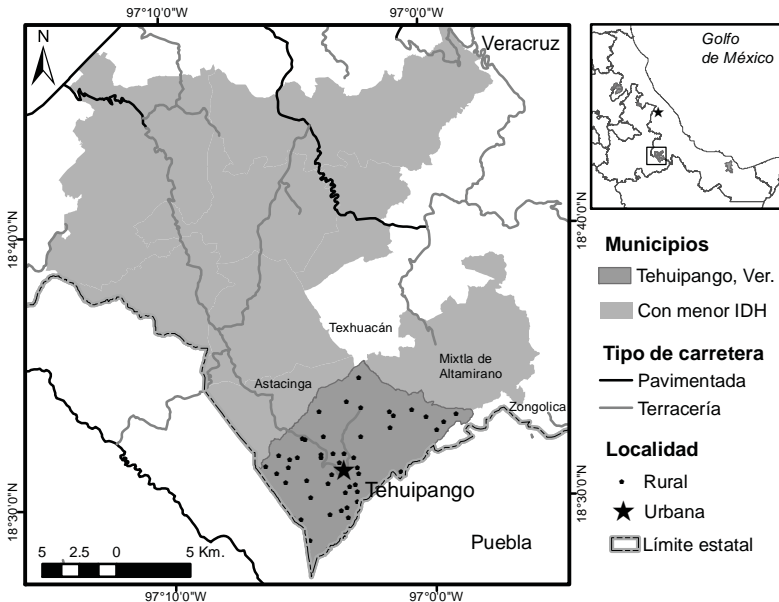 97°10'0"W
97°0'0"W
N
Veracruz
Golfo
de México
18°40'0"N
18°40'0"N
Texhuacán
Mixtla de
Altamirano
Astacinga
Zongolica
Tehuipango
18°30'0"N
18°30'0"N
Puebla
5 2.5 0 5 Km.
97°10'0"W
97°0'0"W
Municipios
Tehuipango, Ver.
Con menor IDH
Tipo de carretera
Pavimentada
Terracería
Localidad
Rural
Urbana
Límite estatal